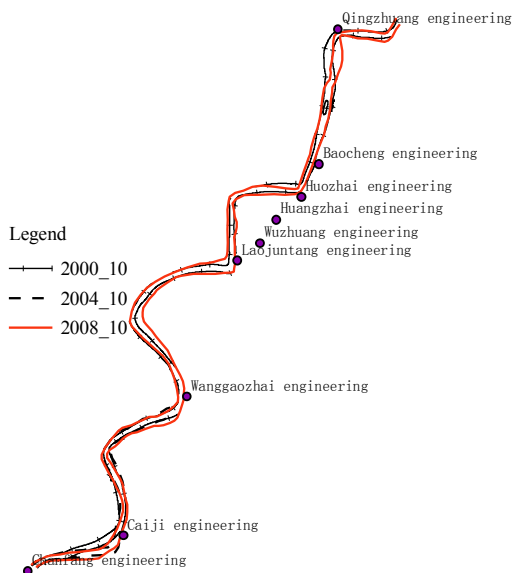 Qingzhuang engineering
Baocheng engineering
Huozhai engineering
Huangzhai engineering
Wuzhuang engineering
Laojuntang engineering
Legend
2000_10
2004_10
2008_10
Wanggaozhai engineering
Caiji engineering
engineering